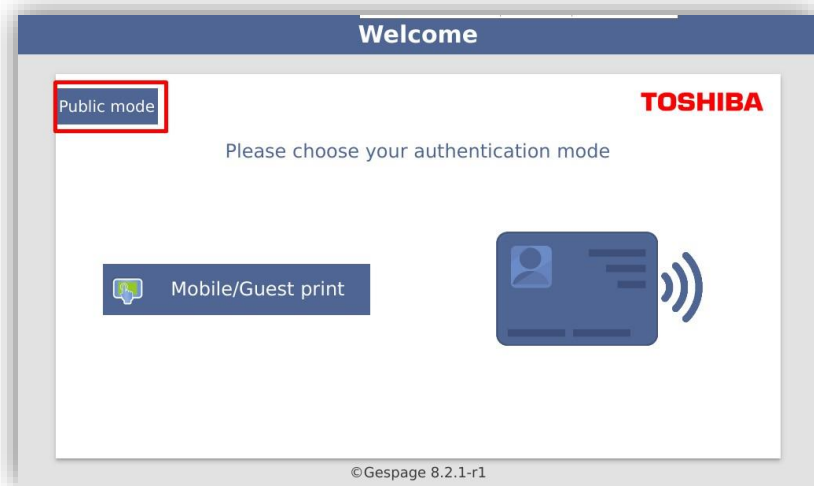 Welcome
Public mode
TOSHIBA
Please choose your authentication mode
Mobile/Guest print
©Gespage 8.2.1-r1